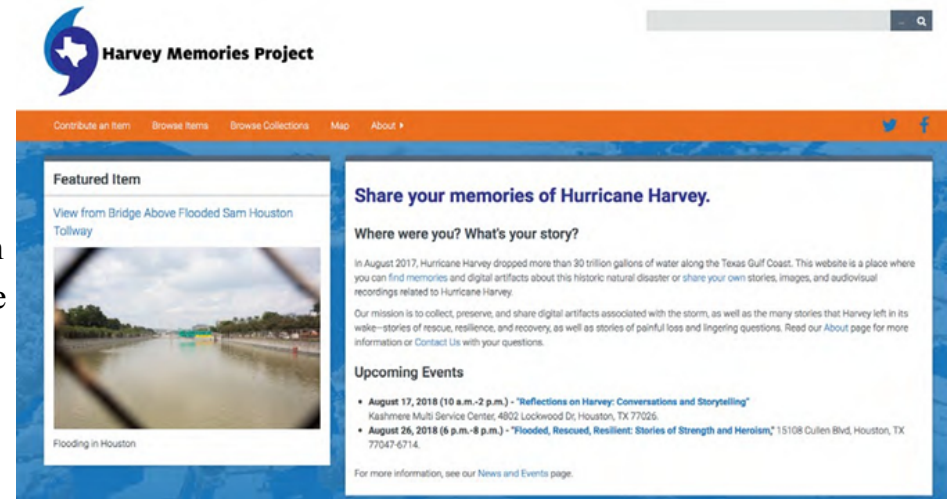 Harvey Memories Project
Contribute an Item Browse Items Browse Collections Map About
Featured Item
View from Bridge Above Flooded Sam Houston
Tollway
Flooding in Houston
Share your memories of Hurricane Harvey.
Where were you? What's your story?
In August 2017, Hurricane Harvey dropped more than 30 trillion gallons of water along the Texas Gulf Coast. This website is a place where
you can find memories and digital artifacts about this historic natural disaster or share your own stories, images, and audiovisual
recordings related to Hurricane Harvey.
Our mission is to collect, preserve, and share digital artifacts associated with the storm, as well as the many stories that Harvey left in its
wake—stories of rescue, resilience, and recovery, as well as stories of painful loss and lingering questions. Read our About page for more
information or Contact Us with your questions.
Upcoming Events
• August 17, 2018 (10 a.m.-2 p.m.) - "Reflections on Harvey: Conversations and Storytelling"
Kashmere Multi Service Center, 4802 Lockwood Dr, Houston, TX 77026.
• August 26, 2018 (6 p.m.-8 p.m.) - "Flooded, Rescued, Resilient: Stories of Strength and Heroism," 15108 Cullen Blvd, Houston, TX
77047-6714.
For more information, see our News and Events page.